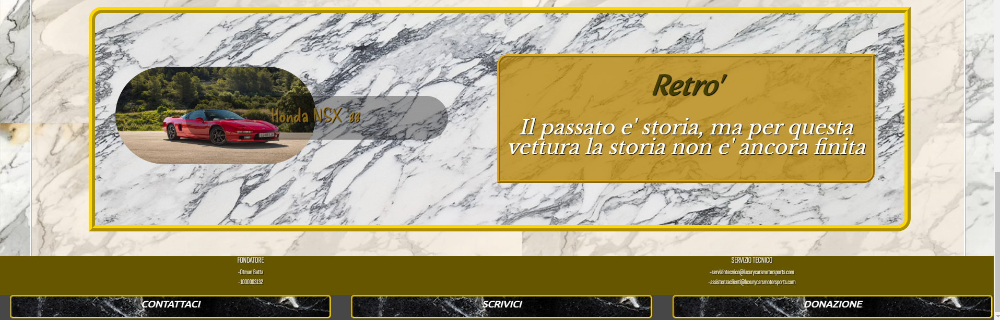 Honda NSX '88
Retro'
Il passato e' storia, ma per questa
vettura la storia non e' ancora finita
FONDATORE
-Otman Batta
-1000003132
SERVIZIO TECNICO
-serviziotecnico@luxurycarsmotorsports.com
-assistenzaclienti@luxurycarsmotorsports.com
CONTATTACI
SCRIVICI
DONAZIONE